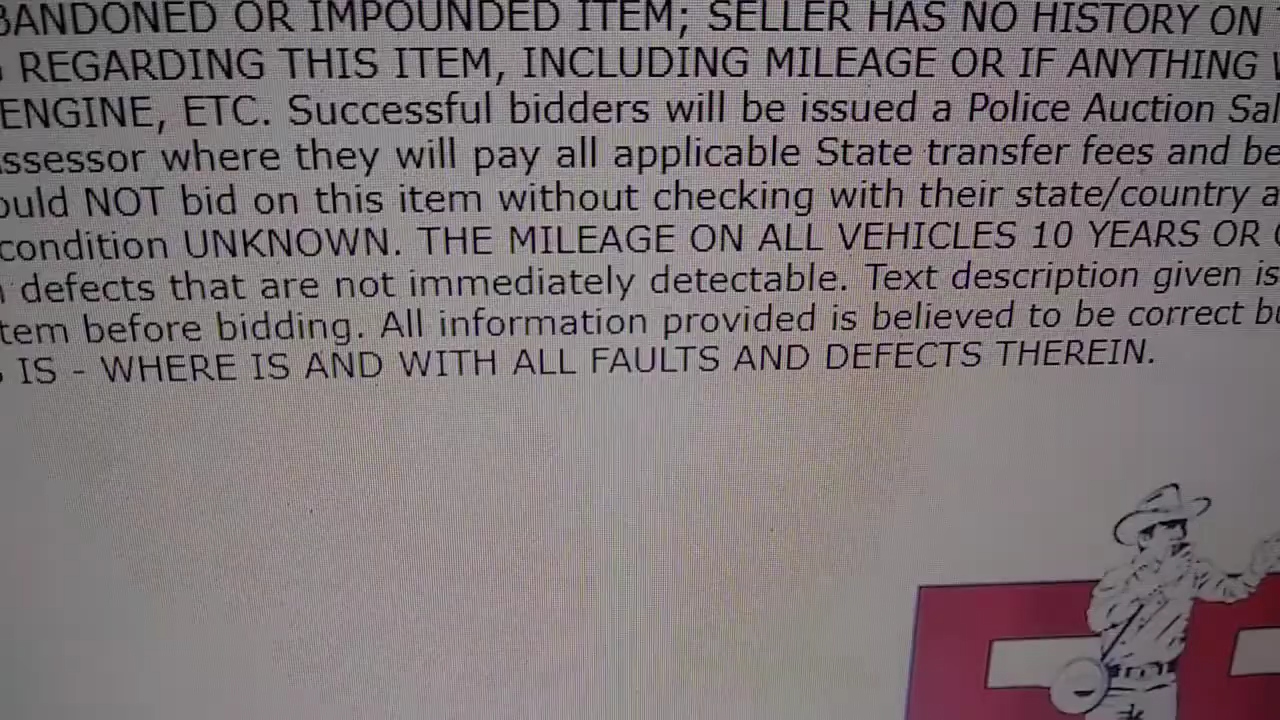 BANDONED OR IMPOUNDED ITEM; SELLER HAS NO HISTORY ON
REGARDING THIS ITEM, INCLUDING MILEAGE OR IF ANYTHING
ENGINE, ETC. Successful bidders will be issued a Police Auction Sal
ssessor where they will pay all applicable State transfer fees and be
ould NOT bid on this item without checking with their state/country a
condition UNKNOWN. THE MILEAGE ON ALL VEHICLES 10 YEARS OR
defects that are not immediately detectable. Text description given is
tem before bidding. All information provided is believed to be correct bu
IS - WHERE IS AND WITH ALL FAULTS AND DEFECTS THEREIN.